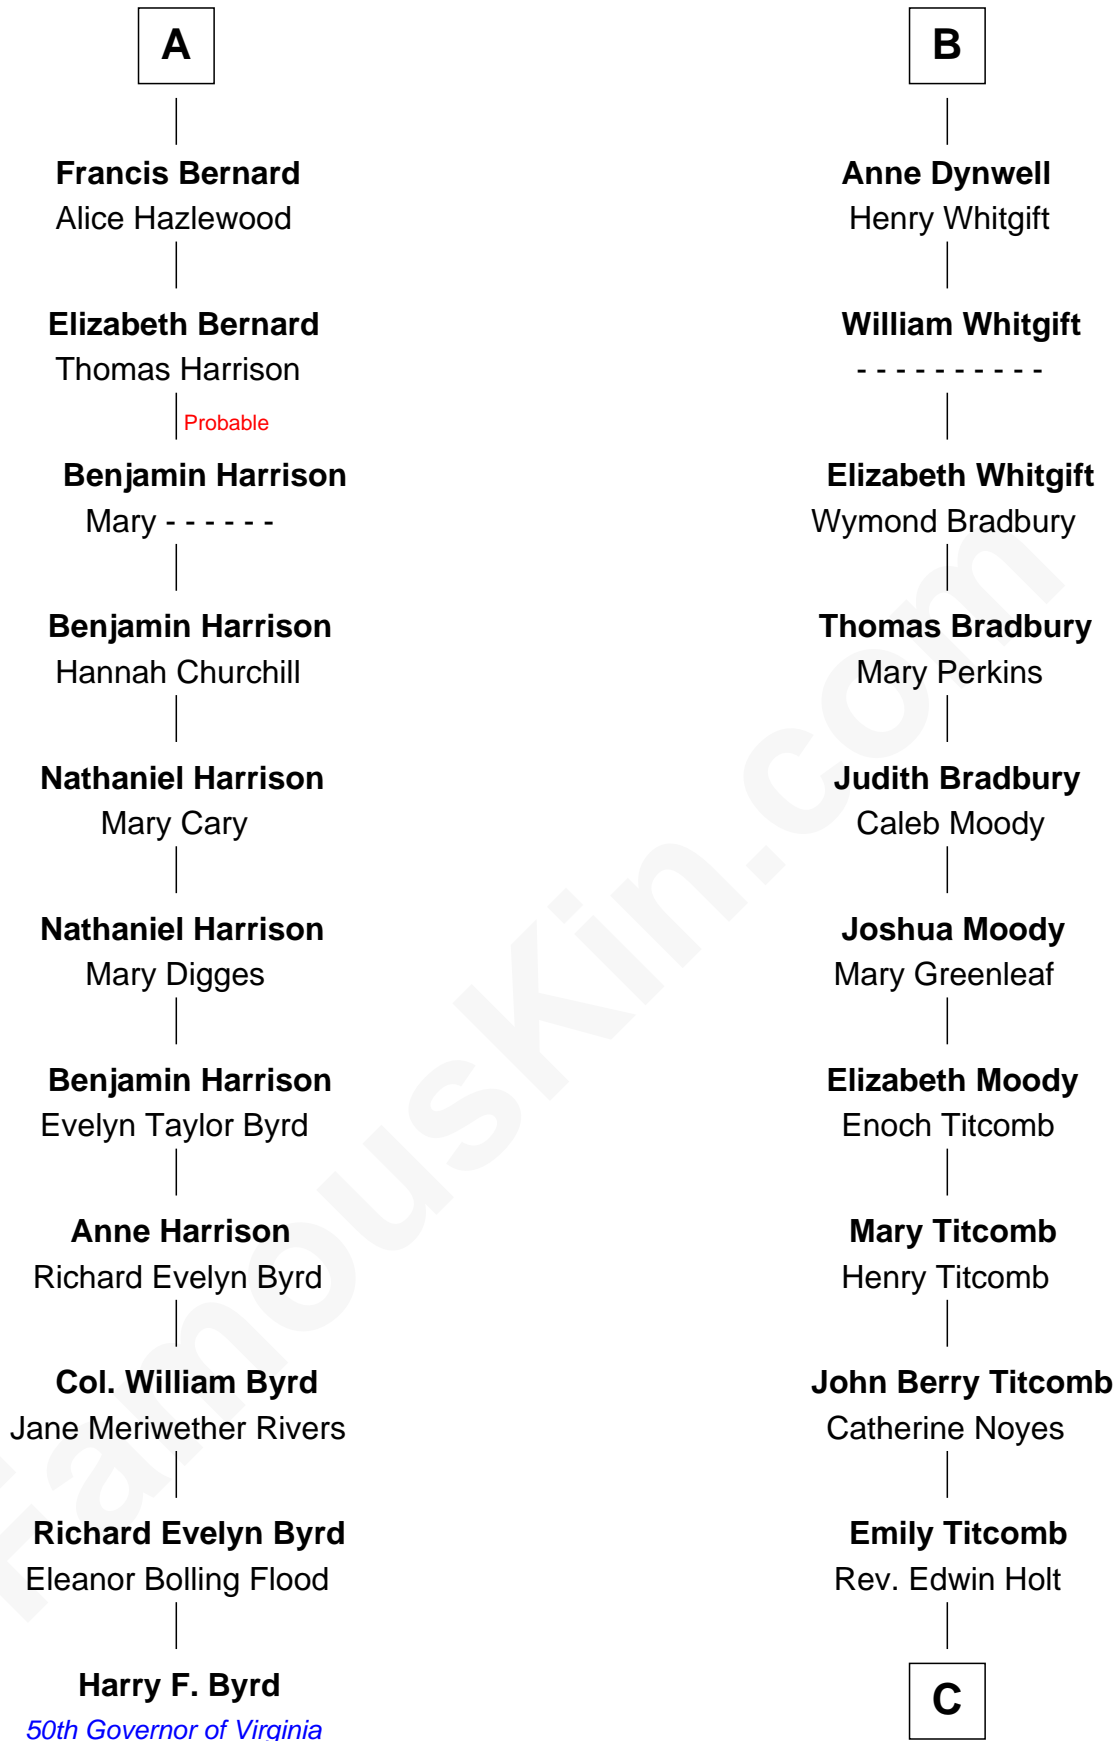 A
Francis Bernard
Alice Hazlewood
Elizabeth Bernard
Thomas Harrison
Probable
Benjamin Harrison
Mary - - - - - -
Benjamin Harrison
Hannah Churchill
Nathaniel Harrison
Mary Cary
Nathaniel Harrison
Mary Digges
Benjamin Harrison
Evelyn Taylor Byrd
Anne Harrison
Richard Evelyn Byrd
Col. William Byrd
Jane Meriwether Rivers
Richard Evelyn Byrd
Eleanor Bolling Flood
Harry F. Byrd
50th Governor of Virginia
B
Anne Dynwell
Henry Whitgift
William Whitgift
- - - - - - - - - -
Elizabeth Whitgift
Wymond Bradbury
Thomas Bradbury
Mary Perkins
Judith Bradbury
Caleb Moody
Joshua Moody
Mary Greenleaf
Elizabeth Moody
Enoch Titcomb
Mary Titcomb
Henry Titcomb
John Berry Titcomb
Catherine Noyes
Emily Titcomb
Rev. Edwin Holt
C
FamousKin.com